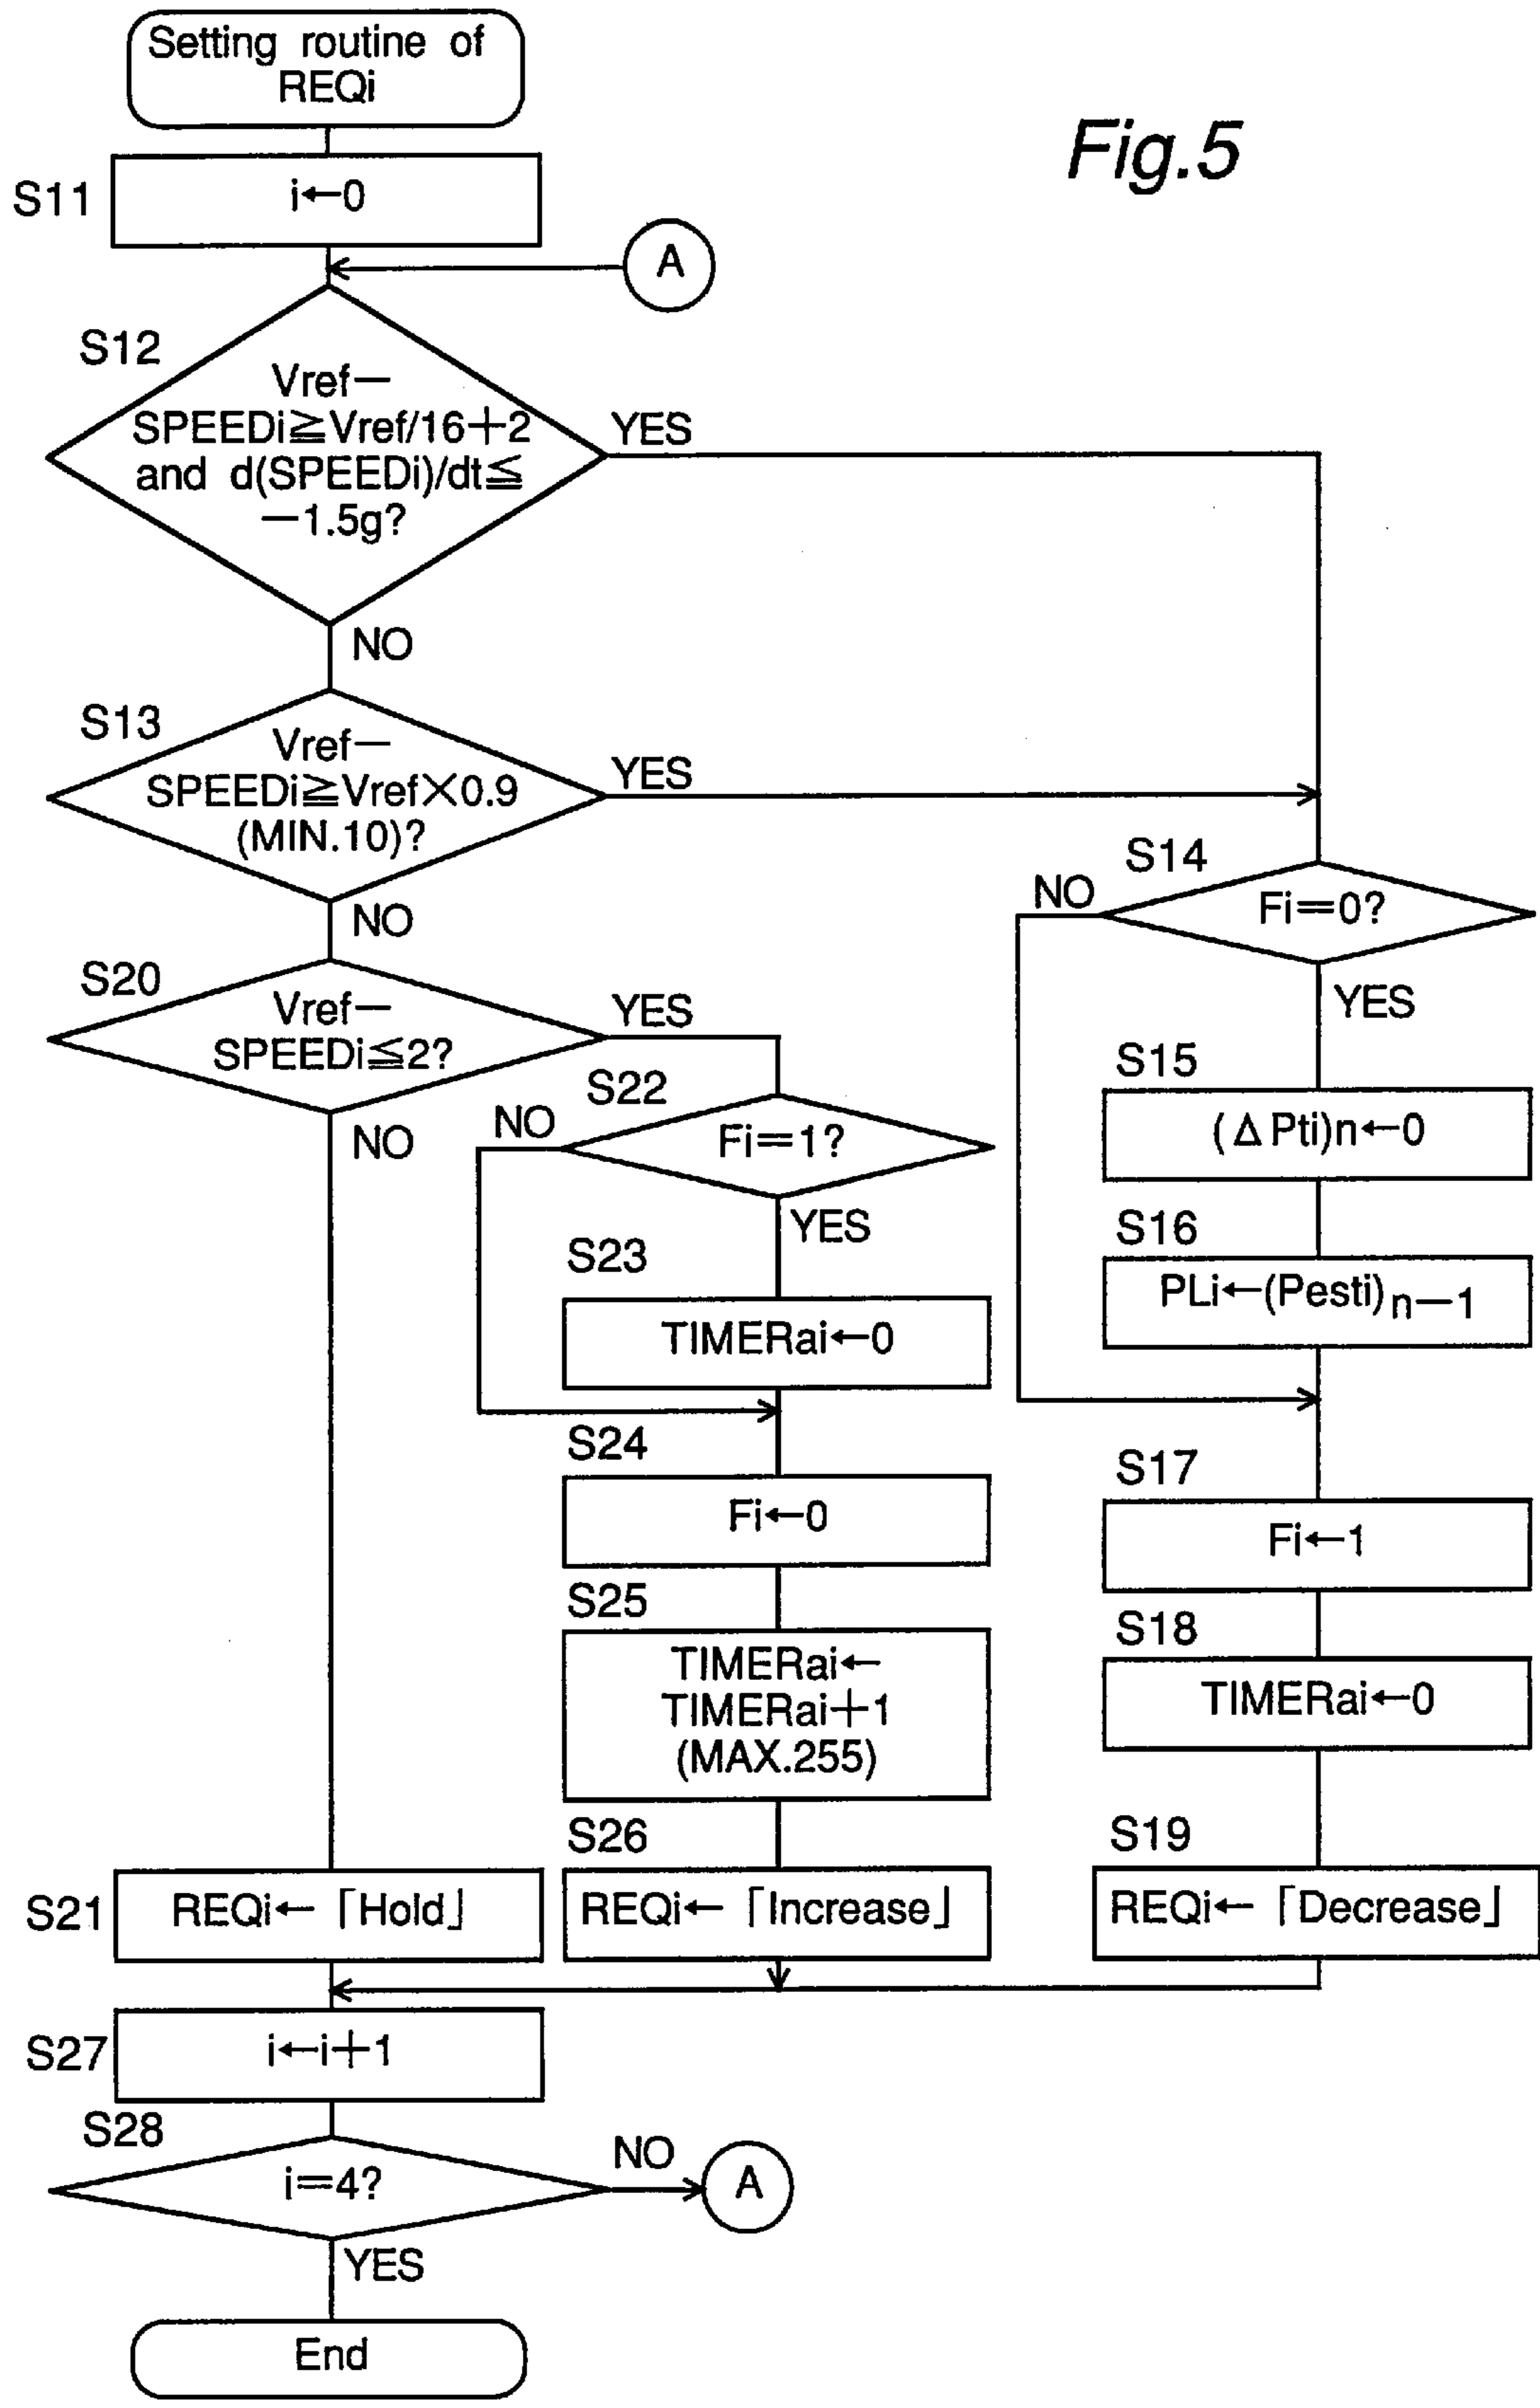 Setting routine of
REQi
Fig.5
S11
i←0
A
S12
Vref—
SPEEDi≧Vref/16+2
and d(SPEEDi)/dt≦
—1.5g?
YES
NO
S13
Vref—
SPEEDi≧Vref×0.9
(MIN.10)?
YES
NO
S14
Fi=0?
NO
YES
S15
(ΔPti)n←0
S16
PLi←(Pesti)n—1
S17
Fi←1
S18
TIMERai←0
S19
REQi←「Decrease」
S20
Vref—
SPEEDi≦2?
YES
NO
S22
Fi=1?
NO
YES
S23
TIMERai←0
S24
Fi←0
S25
TIMERai←
TIMERai+1
(MAX.255)
S26
REQi←「Increase」
S21
REQi←「Hold」
S27
i←i+1
S28
i=4?
NO
A
YES
End